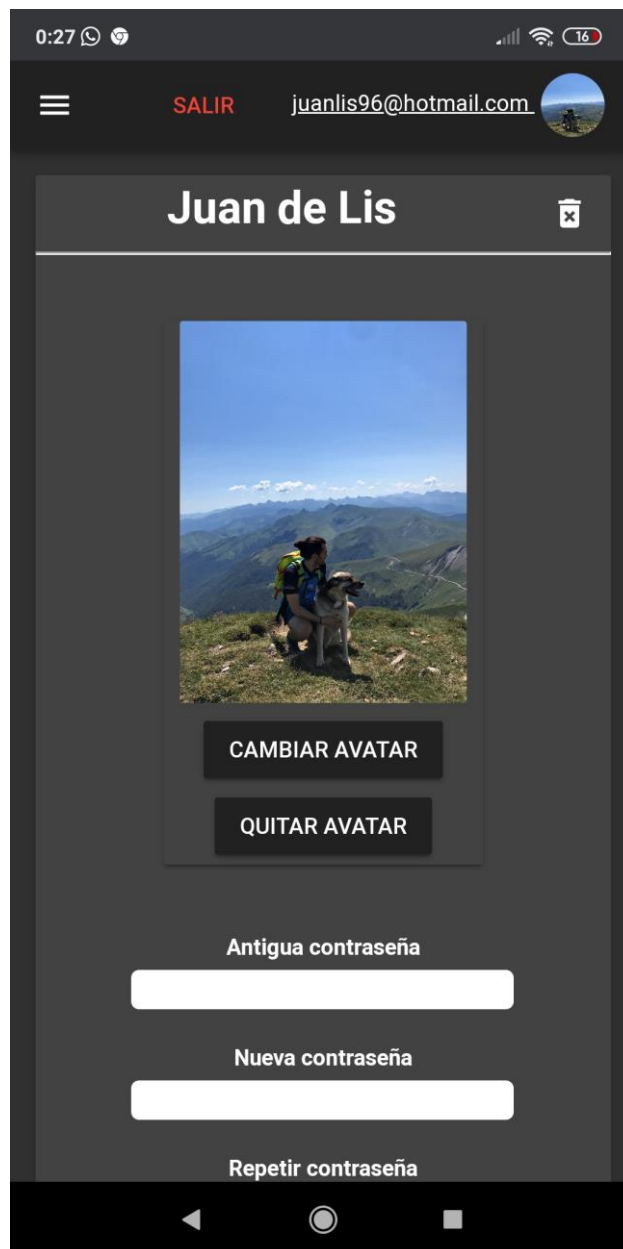 0:27
16
SALIR
juanlis96@hotmail.com
Juan de Lis
CAMBIAR AVATAR
QUITAR AVATAR
Antigua contraseña
Nueva contraseña
Repetir contraseña